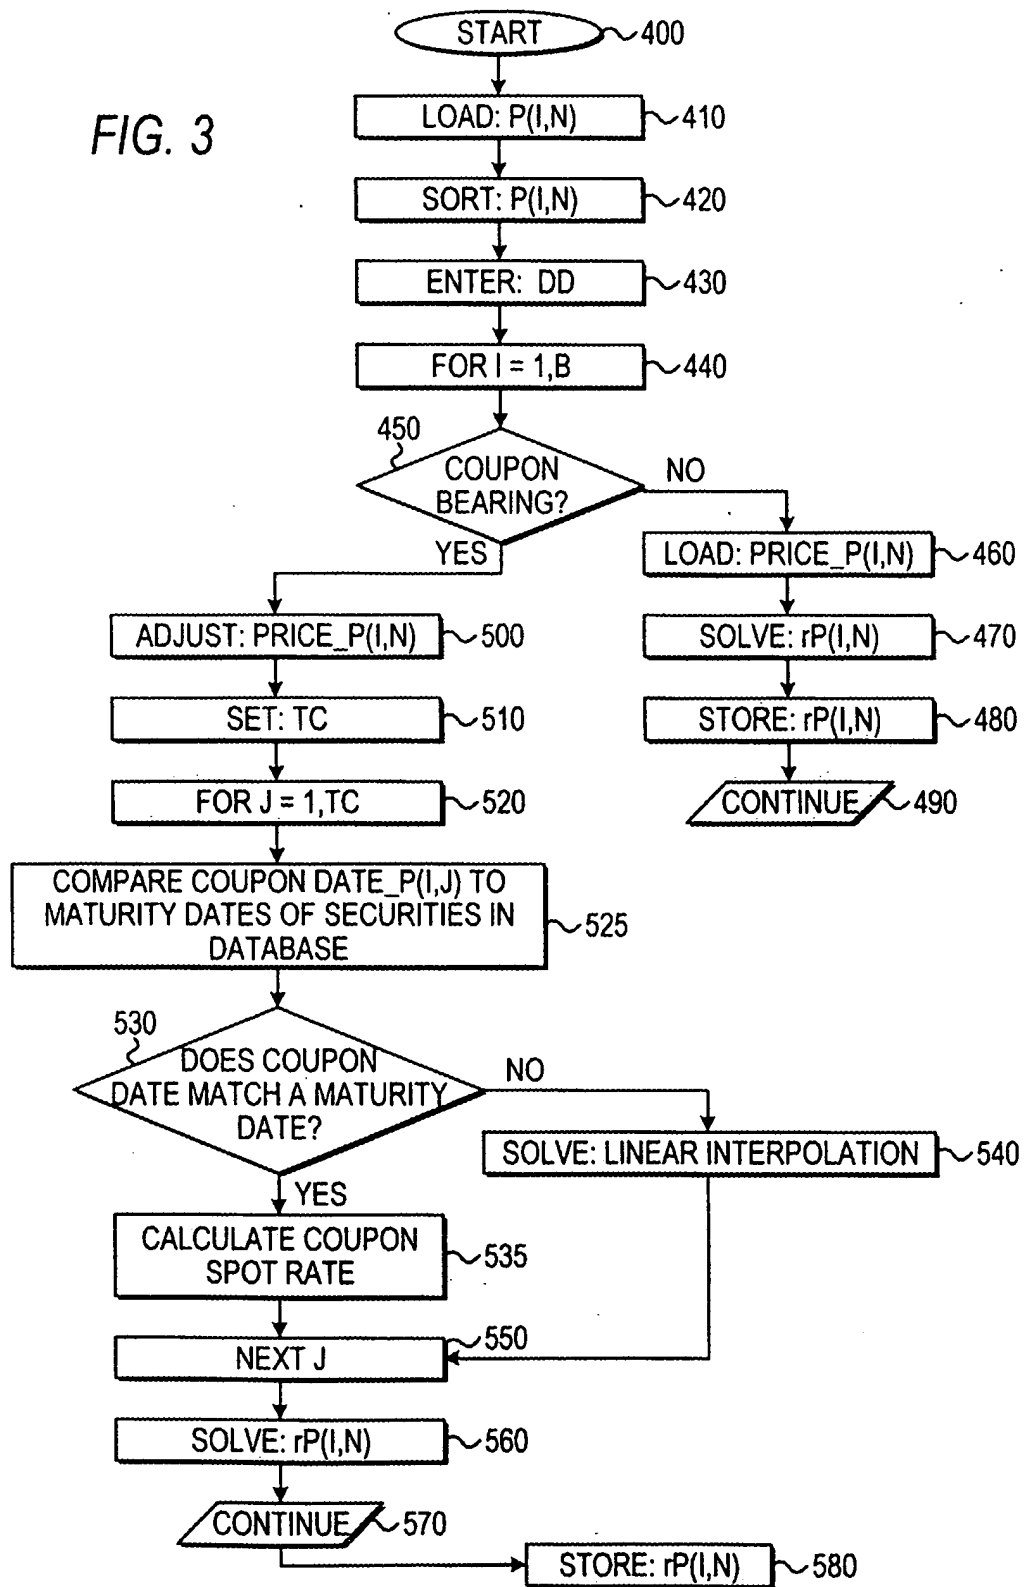 START
400
FIG. 3
LOAD: P(I,N)
410
SORT: P(I,N)
420
ENTER: DD
430
FOR I = 1,B
440
450
COUPON
BEARING?
NO
YES
LOAD: PRICE_P(I,N)
460
ADJUST: PRICE_P(I,N)
500
SOLVE: rP(I,N)
470
SET: TC
510
STORE: rP(I,N)
480
FOR J = 1,TC
520
CONTINUE
490
COMPARE COUPON DATE_P(I,J) TO
MATURITY DATES OF SECURITIES IN
DATABASE
525
530
DOES COUPON
DATE MATCH A MATURITY
DATE?
NO
YES
SOLVE: LINEAR INTERPOLATION
540
CALCULATE COUPON
SPOT RATE
535
NEXT J
550
SOLVE: rP(I,N)
560
CONTINUE
570
STORE: rP(I,N)
580